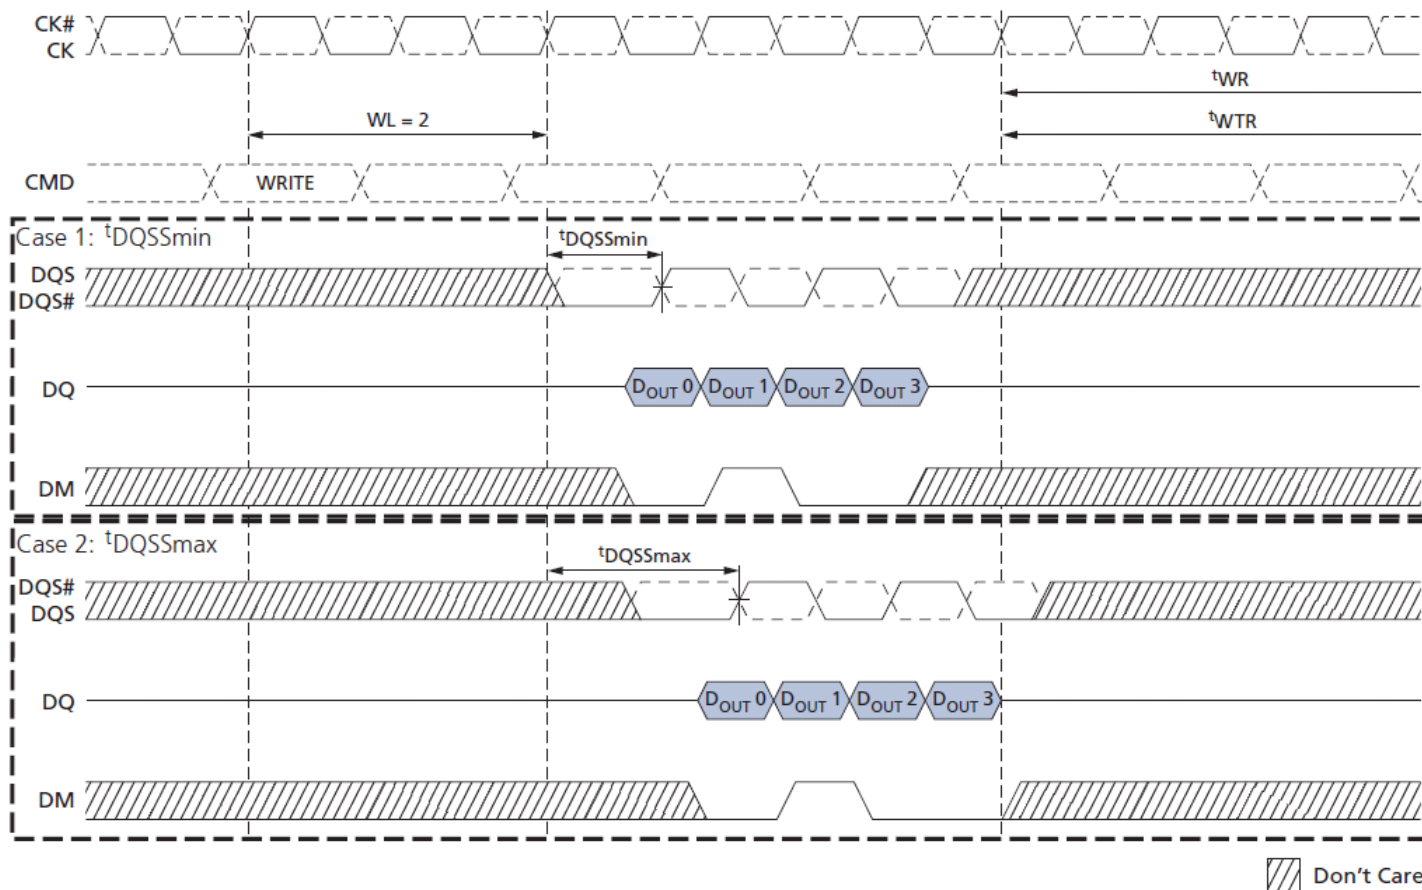 CK#
CK
tWR
WL = 2
tWTR
CMD
WRITE
Case 1: tDQSSmin
tDQSSmin
DQS
DQS#
DQ
DOUT 0 DOUT 1 DOUT 2 DOUT 3
DM
Case 2: tDQSSmax
tDQSSmax
DQS#
DQS
DQ
DOUT 0 DOUT 1 DOUT 2 DOUT 3
DM
Don't Care